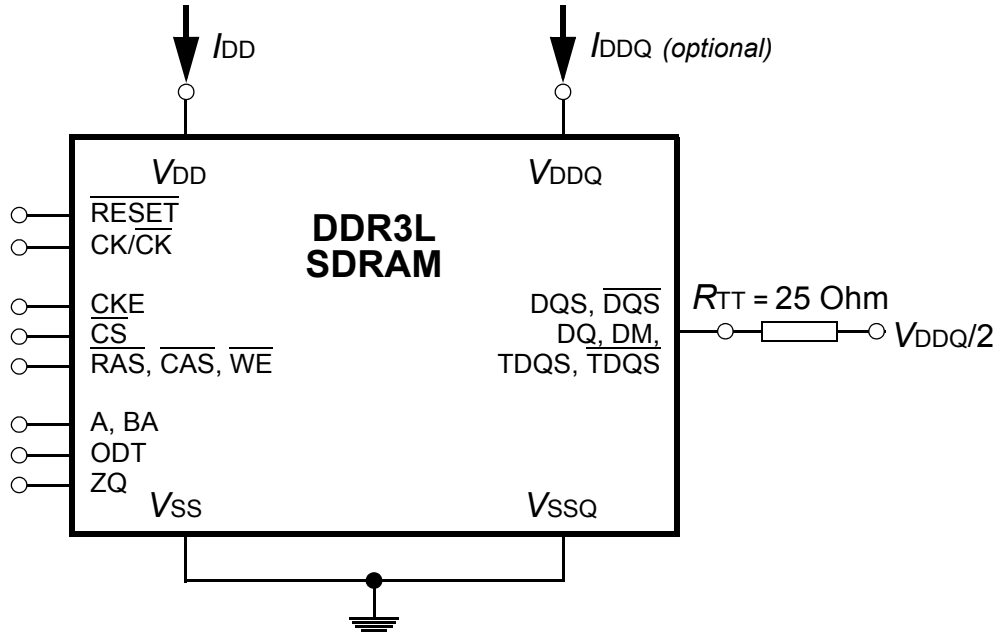 IDD
IDDQ (optional)
VDD
VDDQ
RESET
CK/CK
DDR3L
SDRAM
CKE
CS
RAS, CAS, WE
DQS, DQS
DQ, DM,
TDQS, TDQS
RTT = 25 Ohm
VDDQ/2
A, BA
ODT
ZQ
VSS
VSSQ